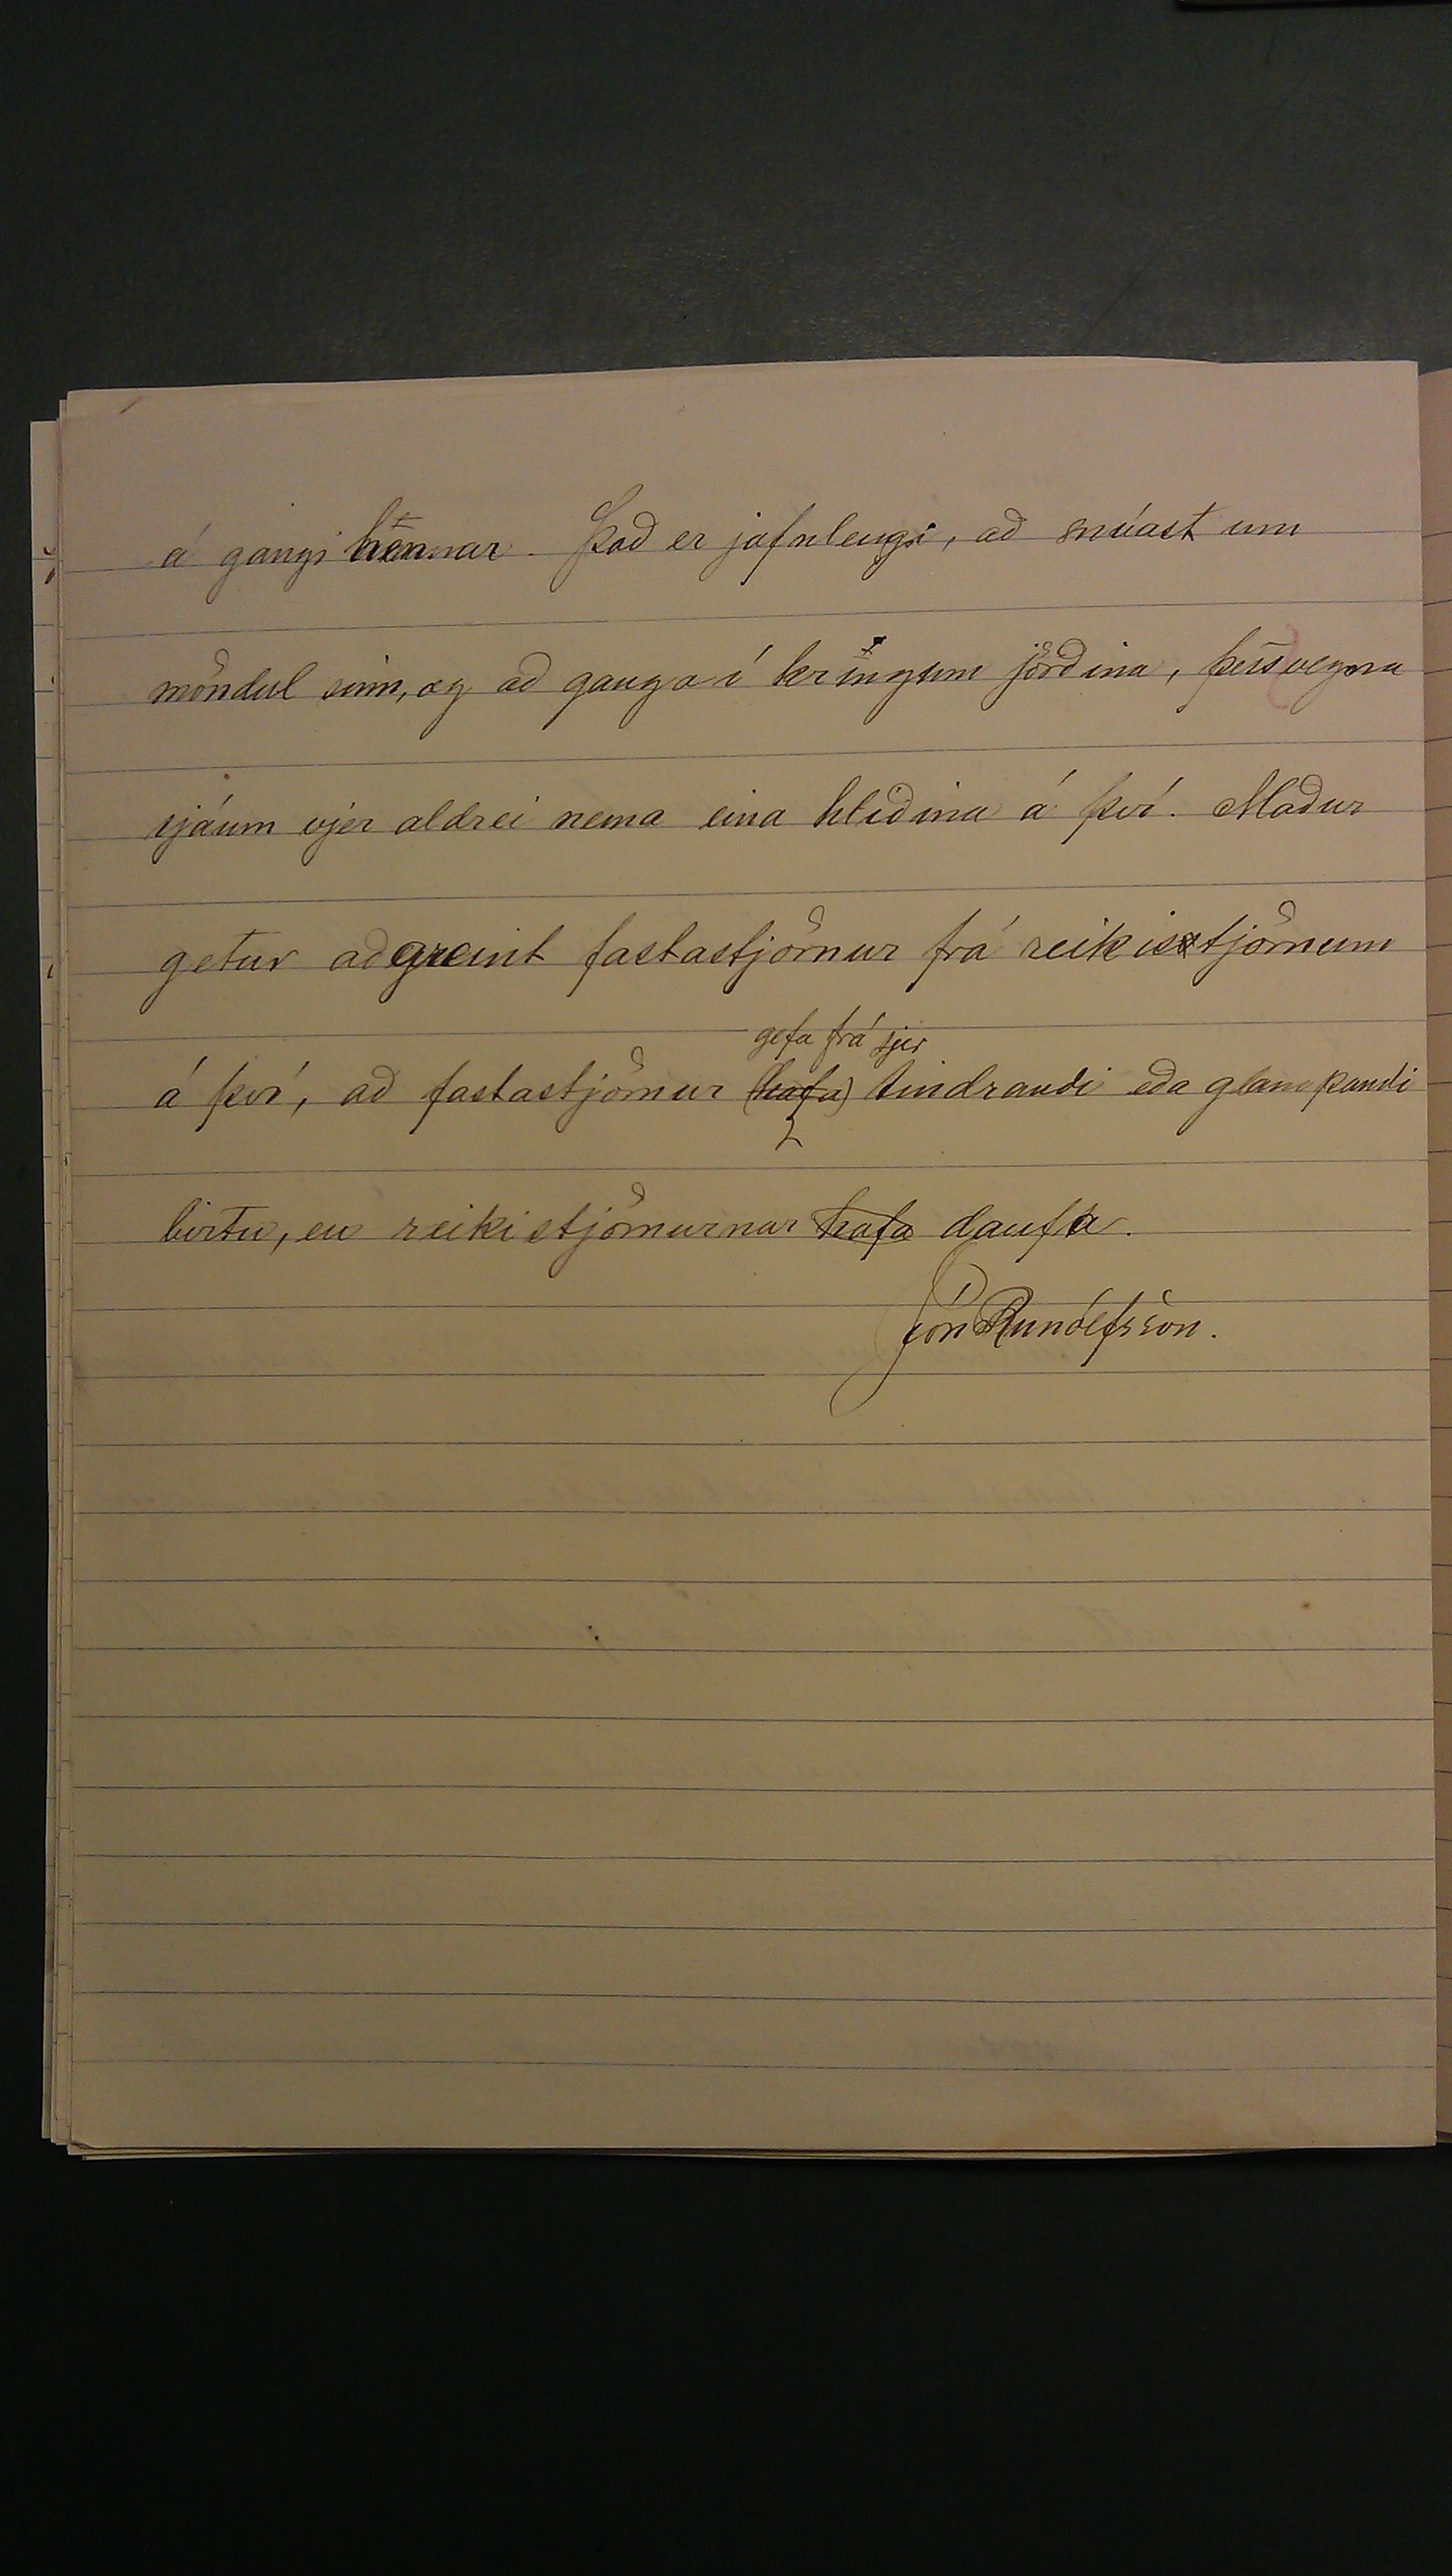 á gangi hennar. Það er jafnlengi, að snúast um
möndul sinn, og að ganga í kringum jörðina, þessvegna
sjáum vjer aldrei nema eina hliðina á því. Maður
getur aðgreint fastastjörnur frá reikistjörnum
gefa frá sjer
á því, að fastastjörnur (hafa) tindrandi eða glampandi
birtu, en reikistjörnurnar hafa daufa.
Jón Runólfsson.